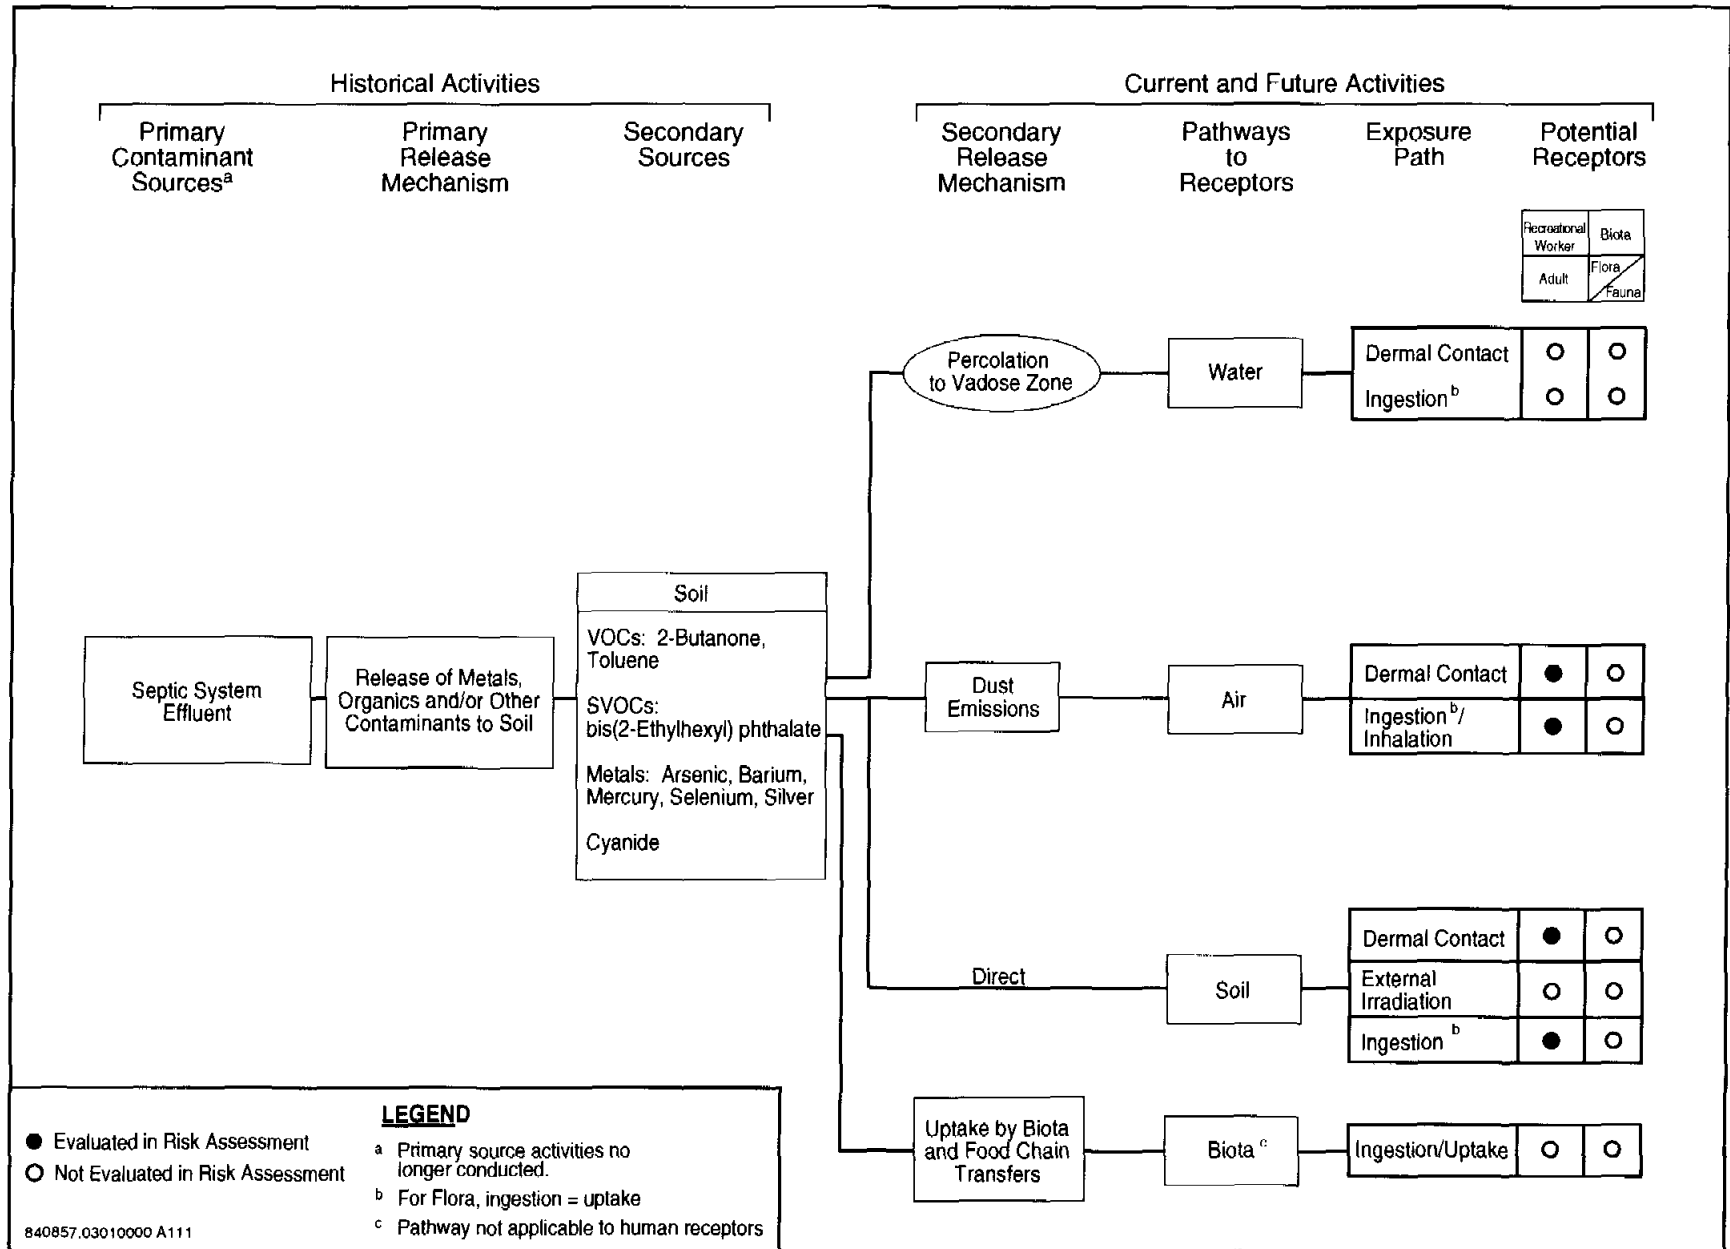 Historical Activities
Current and Future Activities
Primary
Contaminant
Sourcesᵃ
Primary
Release
Mechanism
Secondary
Sources
Secondary
Release
Mechanism
Pathways
to
Receptors
Exposure
Path
Potential
Receptors
Recreational
Worker
Biota
Adult
Flora
Fauna
Percolation
to Vadose Zone
Water
Dermal Contact
Ingestionᵇ
Septic System
Effluent
Release of Metals,
Organics and/or Other
Contaminants to Soil
Soil
VOCs: 2-Butanone,
Toluene
SVOCs:
bis(2-Ethylhexyl) phthalate
Metals: Arsenic, Barium,
Mercury, Selenium, Silver
Cyanide
Dust
Emissions
Air
Dermal Contact
Ingestionᵇ/
Inhalation
Direct
Soil
Dermal Contact
External
Irradiation
Ingestion ᵇ
Uptake by Biota
and Food Chain
Transfers
Biota ᶜ
Ingestion/Uptake
LEGEND
● Evaluated in Risk Assessment
○ Not Evaluated in Risk Assessment
ᵃ Primary source activities no
longer conducted.
ᵇ For Flora, ingestion = uptake
ᶜ Pathway not applicable to human receptors
840857.03010000 A111